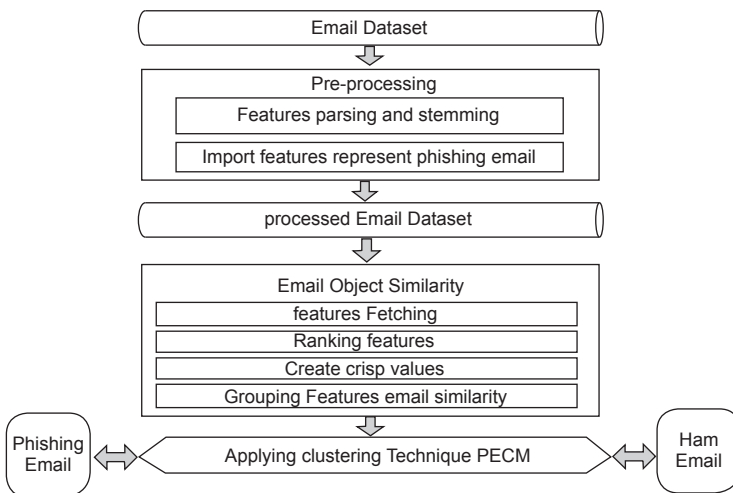 Email Dataset
Pre-processing
Features parsing and stemming
Import features represent phishing email
processed Email Dataset
Email Object Similarity
features Fetching
Ranking features
Create crisp values
Grouping Features email similarity
Phishing
Email
Applying clustering Technique PECM
Ham
Email